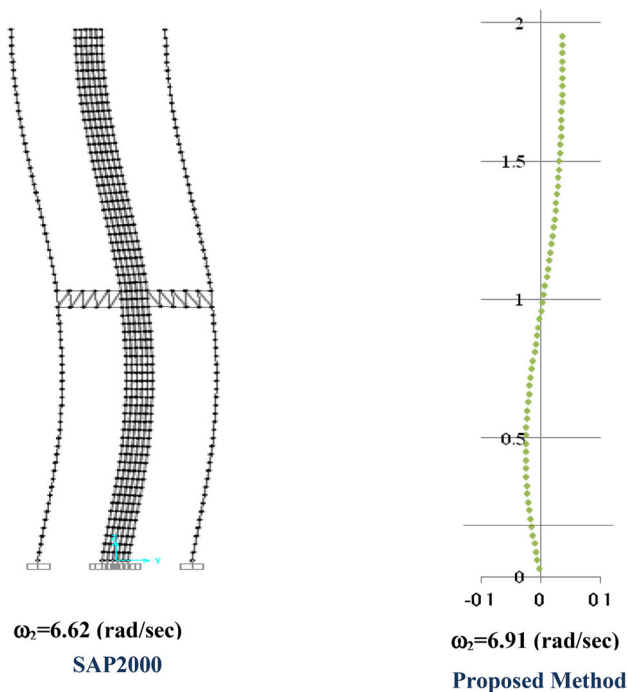 2
1.5
1
0.5
0
-0 1 0 0 1
Y
ω₂=6.62 (rad/sec)
SAP2000
ω₂=6.91 (rad/sec)
Proposed Method